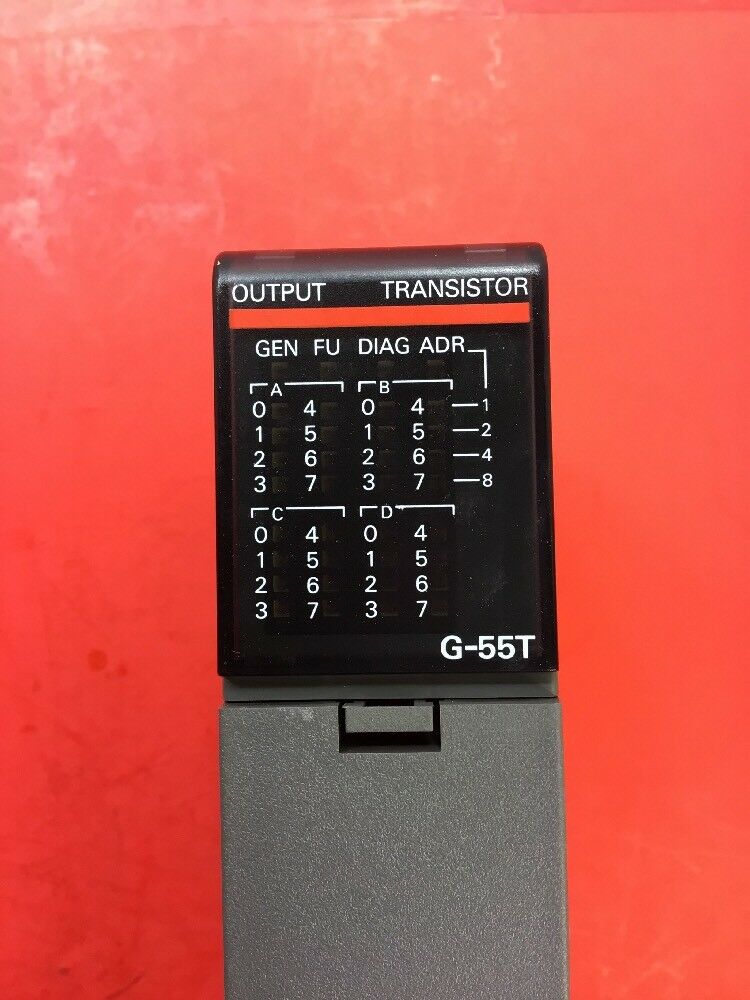 OUTPUT TRANSISTOR
GEN FU DIAG ADR
A B
0 4 0 4 1
1 5 1 5 2
2 6 2 6 4
3 7 3 7 8
C D
0 4 0 4
1 5 1 5
2 6 2 6
3 7 3 7
G-55T